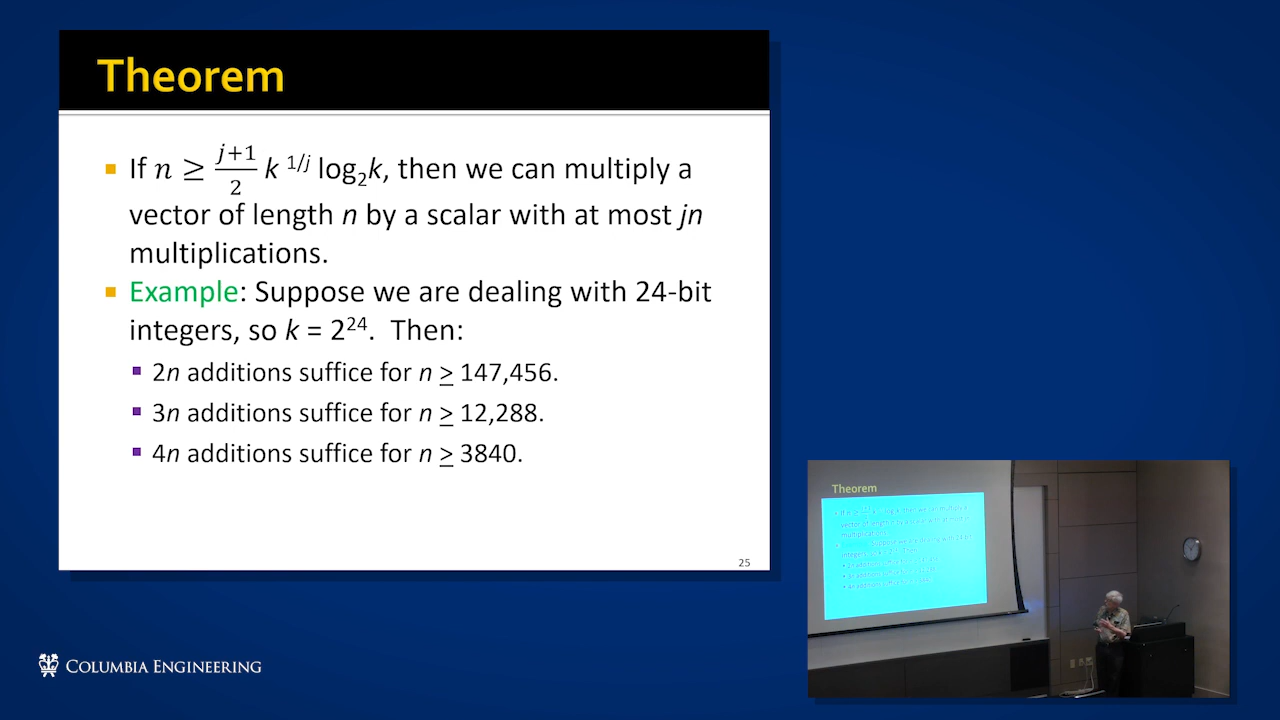 Theorem
If n ≥ j+1/2 k^1/j log₂k, then we can multiply a
vector of length n by a scalar with at most jn
multiplications.
Example: Suppose we are dealing with 24-bit
integers, so k = 2²⁴. Then:
2n additions suffice for n ≥ 147,456.
3n additions suffice for n ≥ 12,288.
4n additions suffice for n ≥ 3840.
25
Theorem
COLUMBIA ENGINEERING